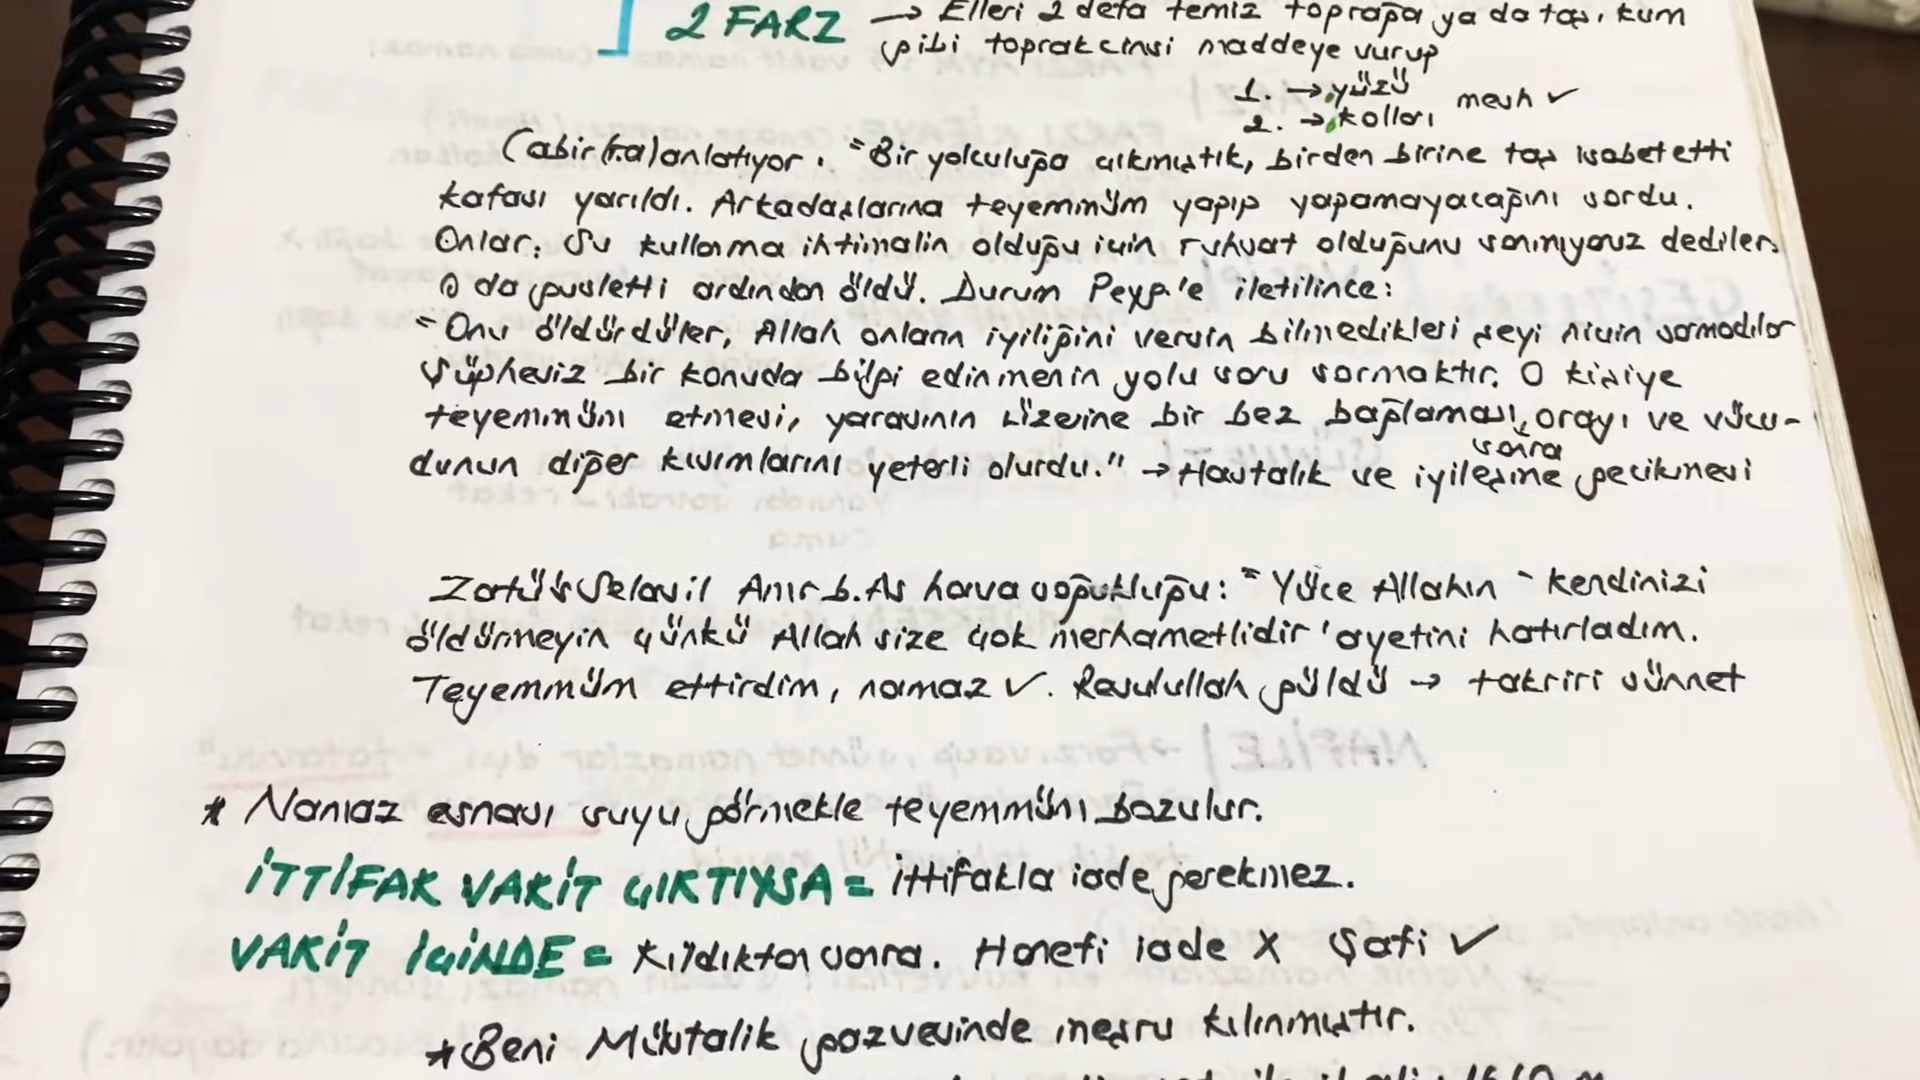 2 FARZ → Elleri 2 defa temiz toprağa ya da taş, kum
gibi toprak cinsi maddeye vurup
1. → yüzü
mesh ✓
2. → kolları
Cabir (r.a) anlatıyor: "Bir yolculuğa çıkmıştık, birden birine taş isabet etti
kafası yarıldı. Arkadaşlarına teyemmüm yapıp yapamayacağını sordu.
Onlar: Su kullanma ihtimalin olduğu için ruhsat olduğunu sanmıyoruz dediler.
O da gusletti ardından öldü. Durum Peyg.'e iletilince:
"Onu öldürdüler, Allah onların iyiliğini versin bilmedikleri şeyi niçin sormadılar
Şüphesiz bir konuda bilgi edinmenin yolu soru sormaktır. O kişiye
teyemmüm etmesi, yarasının üzerine bir bez bağlaması, orayı ve vücu-
sonra
dunun diğer kısımlarını yeterli olurdu." → Hastalık ve iyileşme gecikmesi
Zatü's Selasil Amr b. As hava soğukluğu: "Yüce Allahın "kendinizi
öldürmeyin çünkü Allah size çok merhametlidir' ayetini hatırladım.
Teyemmüm ettirdim, namaz ✓. Rasulullah güldü → takriri sünnet
* Namaz esnası suyu görmekle teyemmüm bozulur.
İTTİFAK VAKİT ÇIKTIYSA = ittifakla iade gerekmez.
VAKİT İÇİNDE = Kıldıktan sonra. Hanefi iade X Şafi ✓
* Beni Müstalik gazvesinde meşru kılınmıştır.